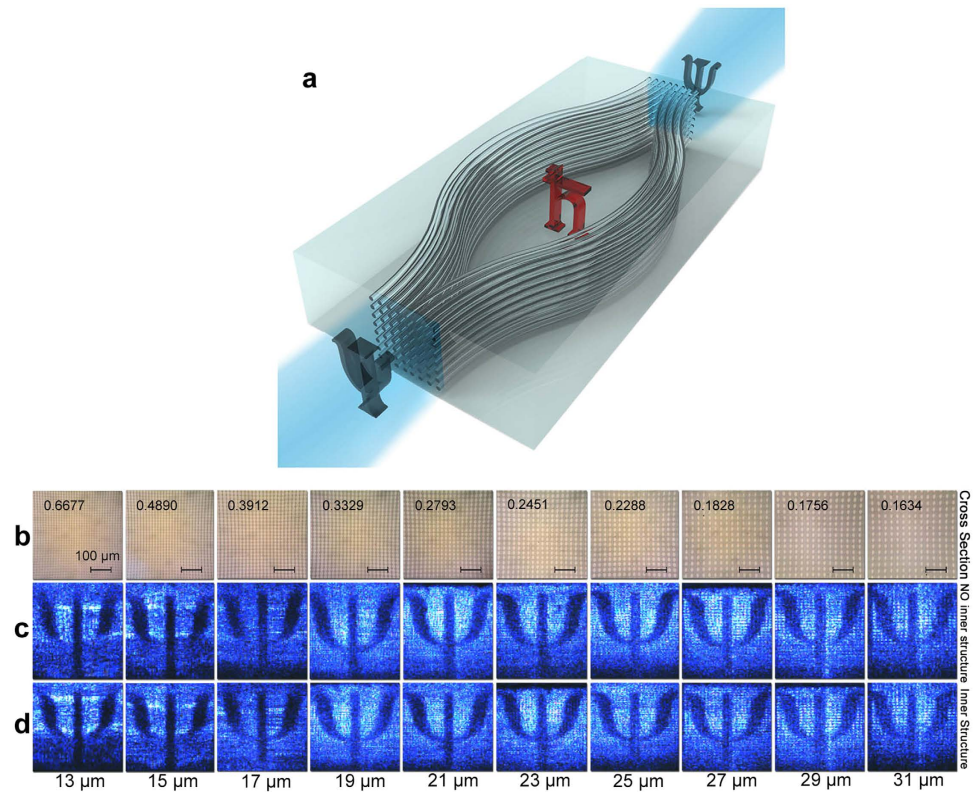 a
Ψ
ħ
Ψ
b
0.6677 0.4890 0.3912 0.3329 0.2793 0.2451 0.2288 0.1828 0.1756 0.1634
100 μm
Cross Section
c
NO inner structure
d
Inner Structure
13 μm 15 μm 17 μm 19 μm 21 μm 23 μm 25 μm 27 μm 29 μm 31 μm